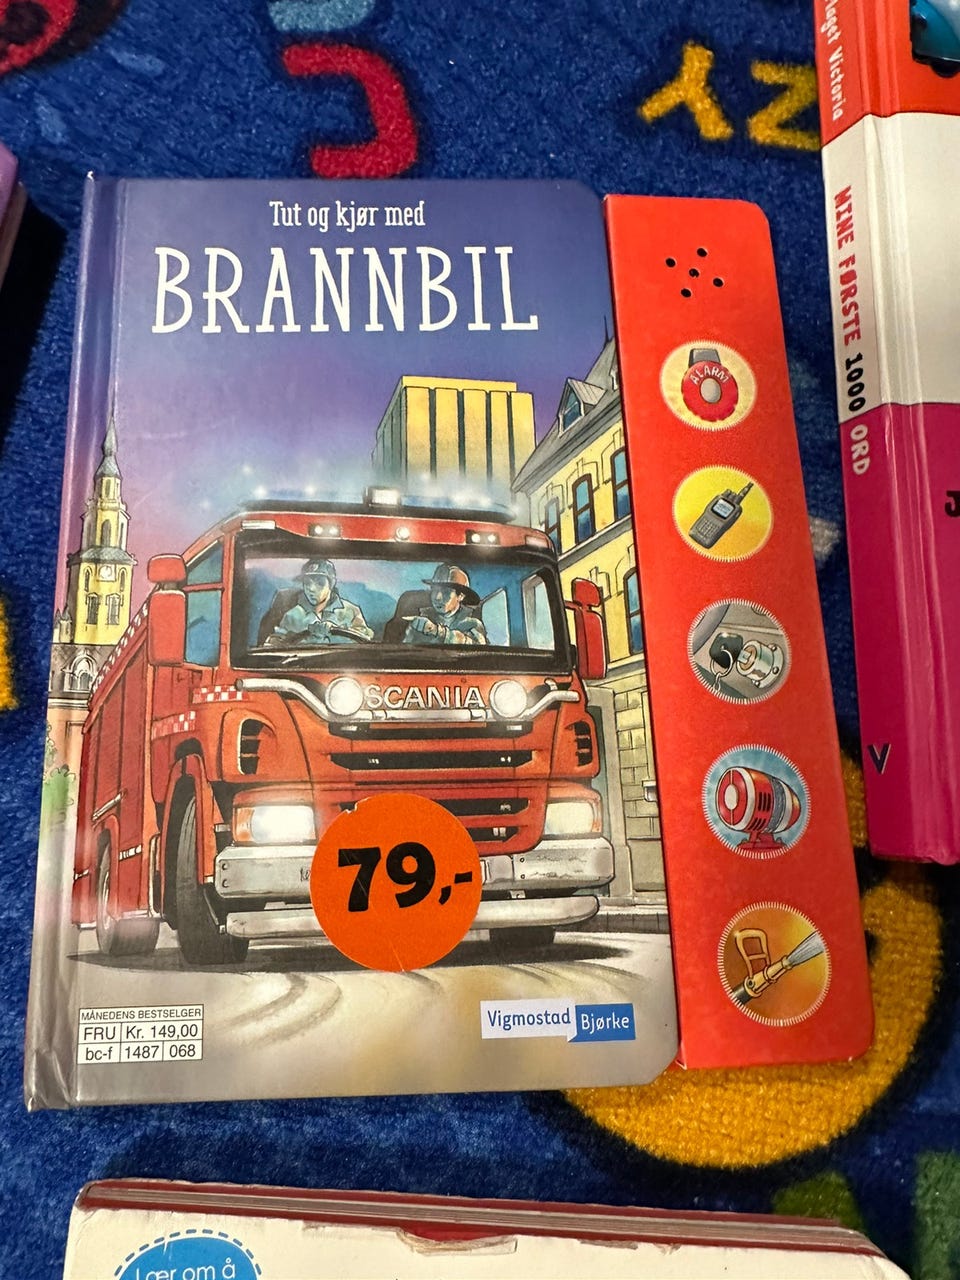 Tut og kjør med
BRANNBIL
ALARM
SCANIA
79,-
MÅNEDENS BESTSELGER
FRU Kr. 149,00
bc-f 1487 068
Vigmostad Bjørke
Victoria
MINE FØRSTE 1000 ORD
J
V
Lær om å
Y
Z